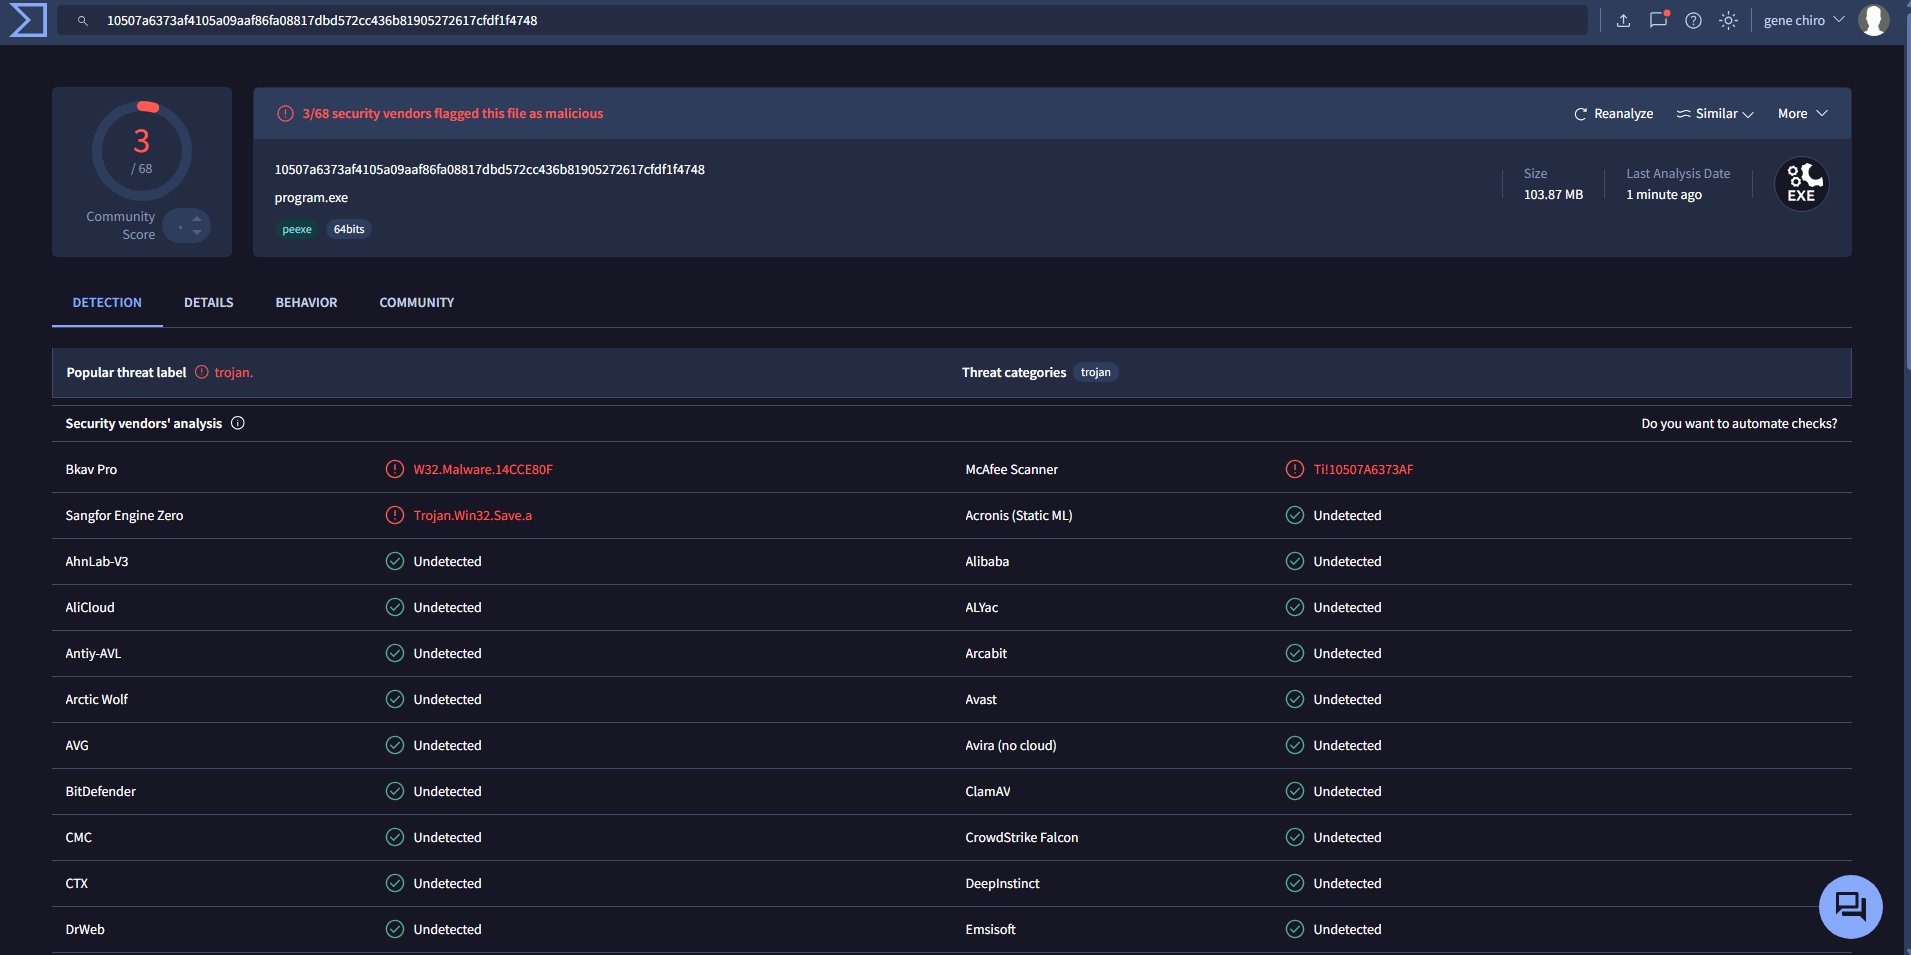 10507a6373af4105a09aaf86fa08817dbd572cc436b81905272617cfdf1f4748
gene chiro
3
/ 68
Community
Score
3/68 security vendors flagged this file as malicious
Reanalyze
Similar
More
10507a6373af4105a09aaf86fa08817dbd572cc436b81905272617cfdf1f4748
program.exe
peexe
64bits
Size
103.87 MB
Last Analysis Date
1 minute ago
EXE
DETECTION
DETAILS
BEHAVIOR
COMMUNITY
Popular threat label
trojan.
Threat categories
trojan
Security vendors' analysis
Do you want to automate checks?
Bkav Pro
W32.Malware.14CCE80F
McAfee Scanner
Ti!10507A6373AF
Sangfor Engine Zero
Trojan.Win32.Save.a
Acronis (Static ML)
Undetected
AhnLab-V3
Undetected
Alibaba
Undetected
AliCloud
Undetected
ALYac
Undetected
Antiy-AVL
Undetected
Arcabit
Undetected
Arctic Wolf
Undetected
Avast
Undetected
AVG
Undetected
Avira (no cloud)
Undetected
BitDefender
Undetected
ClamAV
Undetected
CMC
Undetected
CrowdStrike Falcon
Undetected
CTX
Undetected
DeepInstinct
Undetected
DrWeb
Undetected
Emsisoft
Undetected